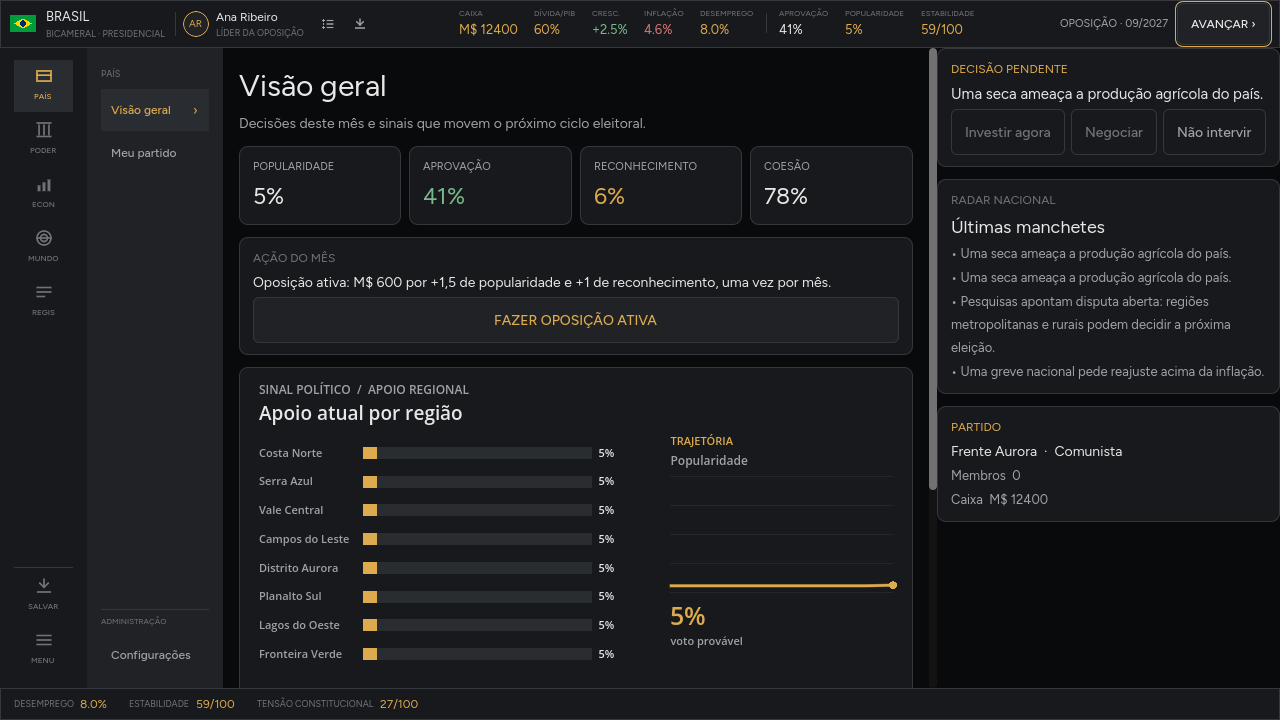 BRASIL
BICAMERAL · PRESIDENCIAL
AR
Ana Ribeiro
LÍDER DA OPOSIÇÃO
CAIXA
M$ 12400
DÍVIDA/PIB
60%
CRESC.
+2.5%
INFLAÇÃO
4.6%
DESEMPREGO
8.0%
APROVAÇÃO
41%
POPULARIDADE
5%
ESTABILIDADE
59/100
OPOSIÇÃO · 09/2027
AVANÇAR ›
PAÍS
PODER
ECON
MUNDO
REGIS
SALVAR
MENU
PAÍS
Visão geral ›
Meu partido
ADMINISTRAÇÃO
Configurações
Visão geral
Decisões deste mês e sinais que movem o próximo ciclo eleitoral.
POPULARIDADE
5%
APROVAÇÃO
41%
RECONHECIMENTO
6%
COESÃO
78%
AÇÃO DO MÊS
Oposição ativa: M$ 600 por +1,5 de popularidade e +1 de reconhecimento, uma vez por mês.
FAZER OPOSIÇÃO ATIVA
SINAL POLÍTICO / APOIO REGIONAL
Apoio atual por região
Costa Norte 5%
Serra Azul 5%
Vale Central 5%
Campos do Leste 5%
Distrito Aurora 5%
Planalto Sul 5%
Lagos do Oeste 5%
Fronteira Verde 5%
TRAJETÓRIA
Popularidade
5%
voto provável
DECISÃO PENDENTE
Uma seca ameaça a produção agrícola do país.
Investir agora
Negociar
Não intervir
RADAR NACIONAL
Últimas manchetes
• Uma seca ameaça a produção agrícola do país.
• Uma seca ameaça a produção agrícola do país.
• Pesquisas apontam disputa aberta: regiões
metropolitanas e rurais podem decidir a próxima
eleição.
• Uma greve nacional pede reajuste acima da inflação.
PARTIDO
Frente Aurora · Comunista
Membros 0
Caixa M$ 12400
DESEMPREGO 8.0%
ESTABILIDADE 59/100
TENSÃO CONSTITUCIONAL 27/100